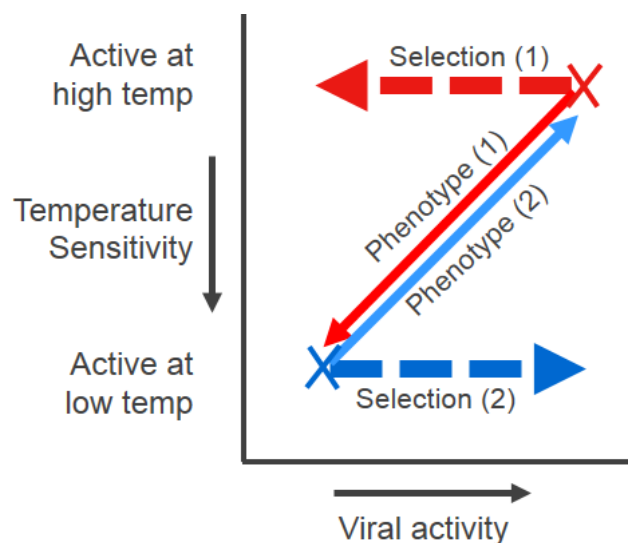 Active at
high temp
Selection (1)
Phenotype (1)
Phenotype (2)
Temperature
Sensitivity
Active at
low temp
Selection (2)
Viral activity